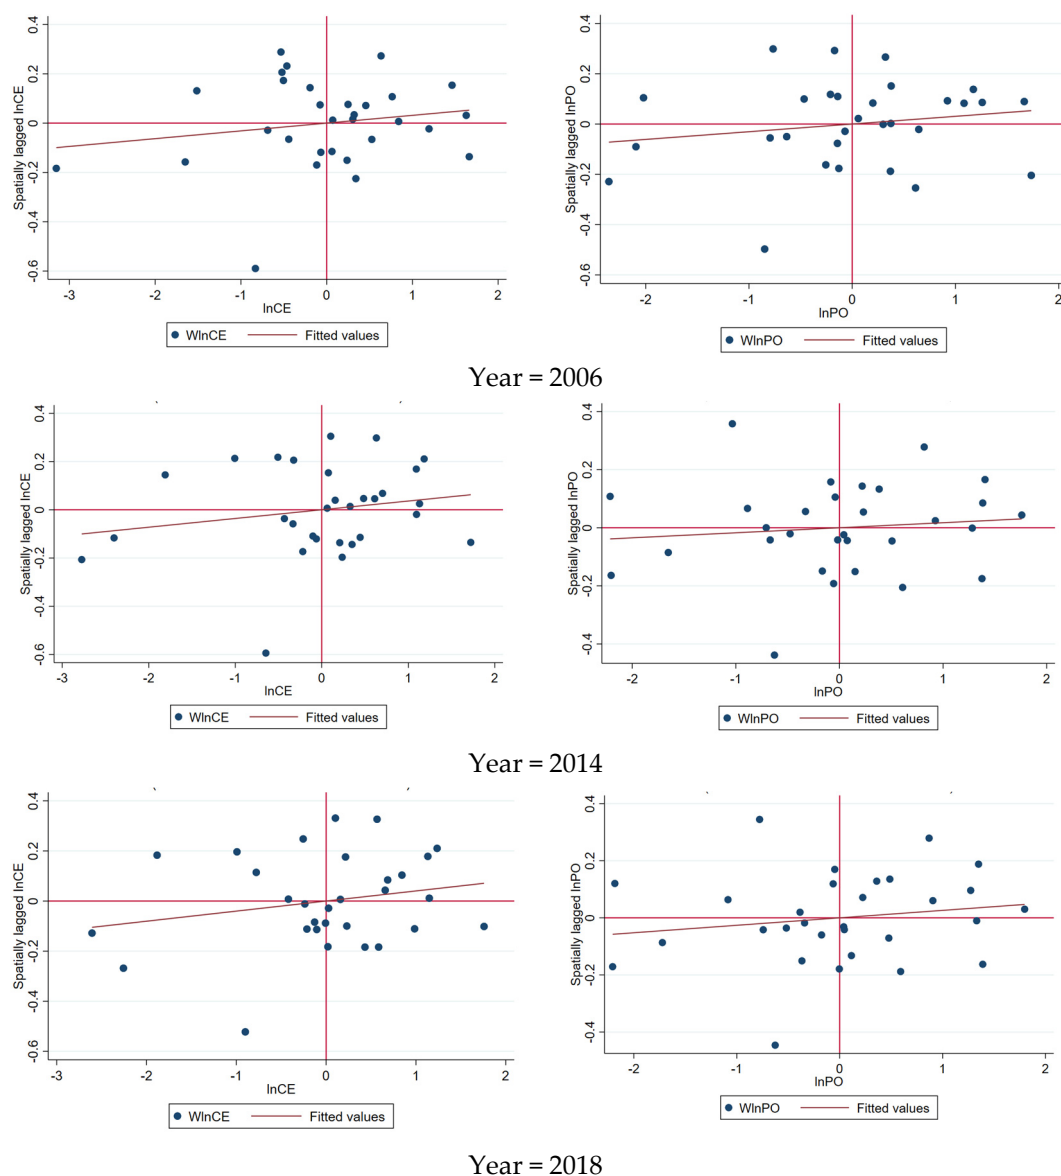 Spatially lagged lnCE
0.4
0.2
0
-0.2
-0.4
-0.6
-3 -2 -1 0 1 2
lnCE
WlnCE Fitted values
Spatially lagged lnPO
0.4
0.2
0
-0.2
-0.4
-0.6
-2 -1 0 1 2
lnPO
WlnPO Fitted values
Year = 2006
Spatially lagged lnCE
0.4
0.2
0
-0.2
-0.4
-0.6
-3 -2 -1 0 1 2
lnCE
WlnCE Fitted values
Spatially lagged lnPO
0.4
0.2
0
-0.2
-0.4
-2 -1 0 1 2
lnPO
WlnPO Fitted values
Year = 2014
Spatially lagged lnCE
0.4
0.2
0
-0.2
-0.4
-0.6
-3 -2 -1 0 1 2
lnCE
WlnCE Fitted values
Spatially lagged lnPO
0.4
0.2
0
-0.2
-0.4
-2 -1 0 1 2
lnPO
WlnPO Fitted values
Year = 2018